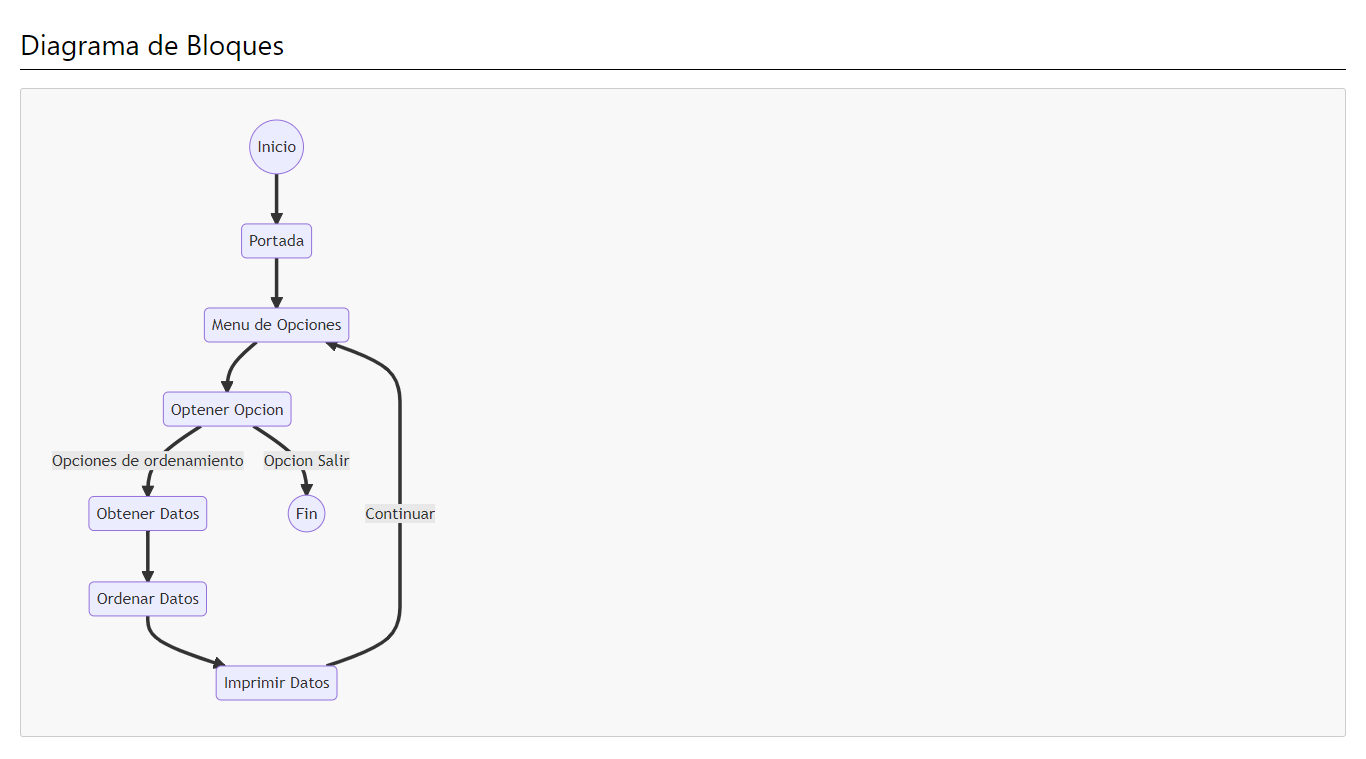 Diagrama de Bloques
Inicio
Portada
Menu de Opciones
Optener Opcion
Opciones de ordenamiento
Opcion Salir
Obtener Datos
Fin
Continuar
Ordenar Datos
Imprimir Datos